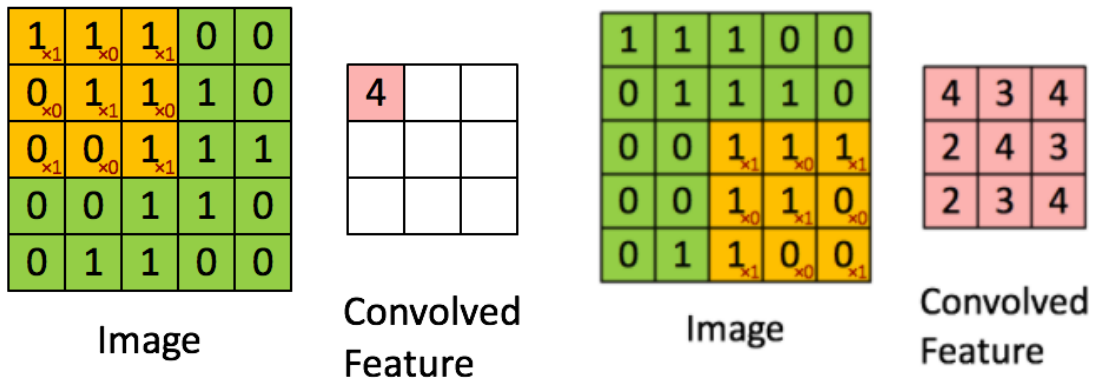 1×1 1×0 1×1 0 0
0×0 1×1 1×0 1 0
0×1 0×0 1×1 1 1
0 0 1 1 0
0 1 1 0 0
Image
4
Convolved
Feature
1 1 1 0 0
0 1 1 1 0
0 0 1×1 1×0 1×1
0 0 1×0 1×1 0×0
0 1 1×1 0×0 0×1
Image
4 3 4
2 4 3
2 3 4
Convolved
Feature